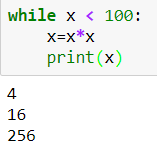 while x < 100:
    x=x*x
    print(x)
4
16
256